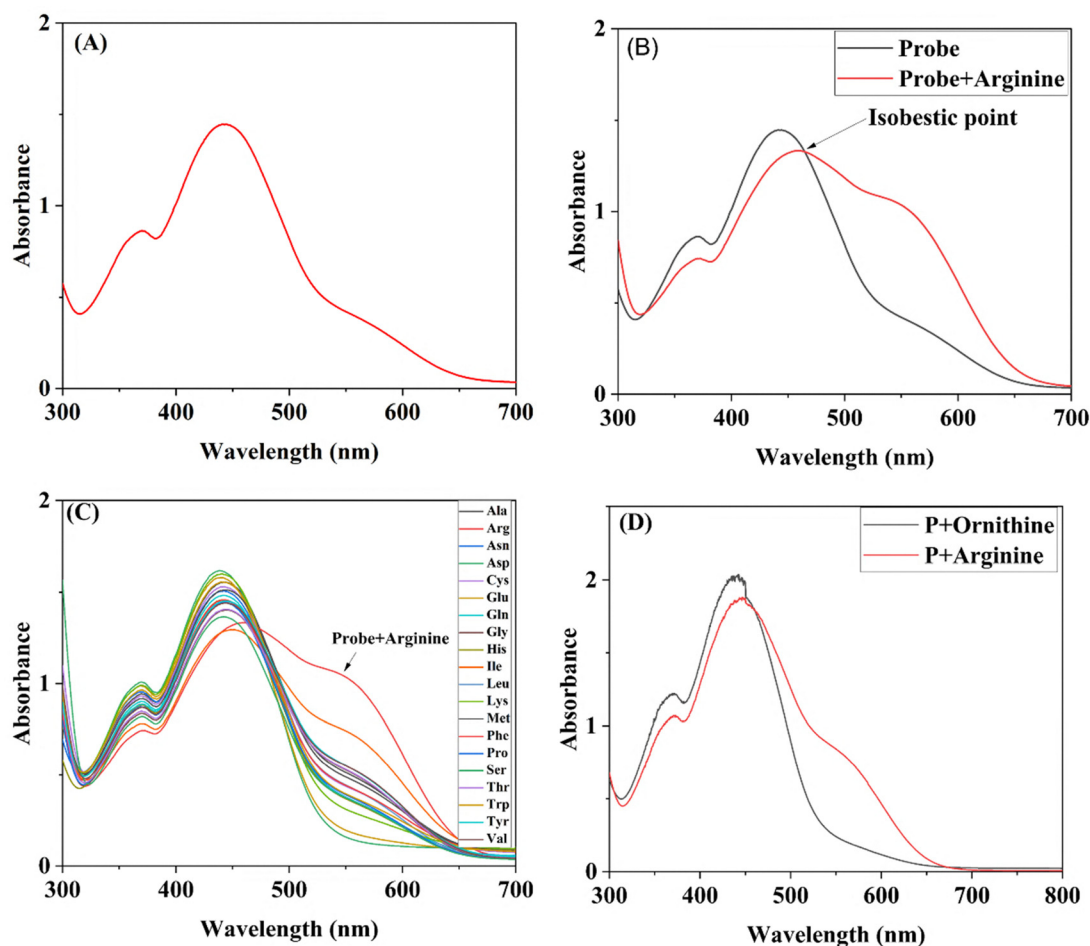 (A)
2
1
0
Absorbance
300 400 500 600 700
Wavelength (nm)
(B)
Probe
Probe+Arginine
Isobestic point
2
1
0
Absorbance
300 400 500 600 700
Wavelength (nm)
(C)
Ala
Arg
Asn
Asp
Cys
Glu
Gln
Gly
His
Ile
Leu
Lys
Met
Phe
Pro
Ser
Thr
Trp
Tyr
Val
Probe+Arginine
2
1
0
Absorbance
300 400 500 600 700
Wavelength (nm)
(D)
P+Ornithine
P+Arginine
2
1
0
Absorbance
300 400 500 600 700 800
Wavelength (nm)